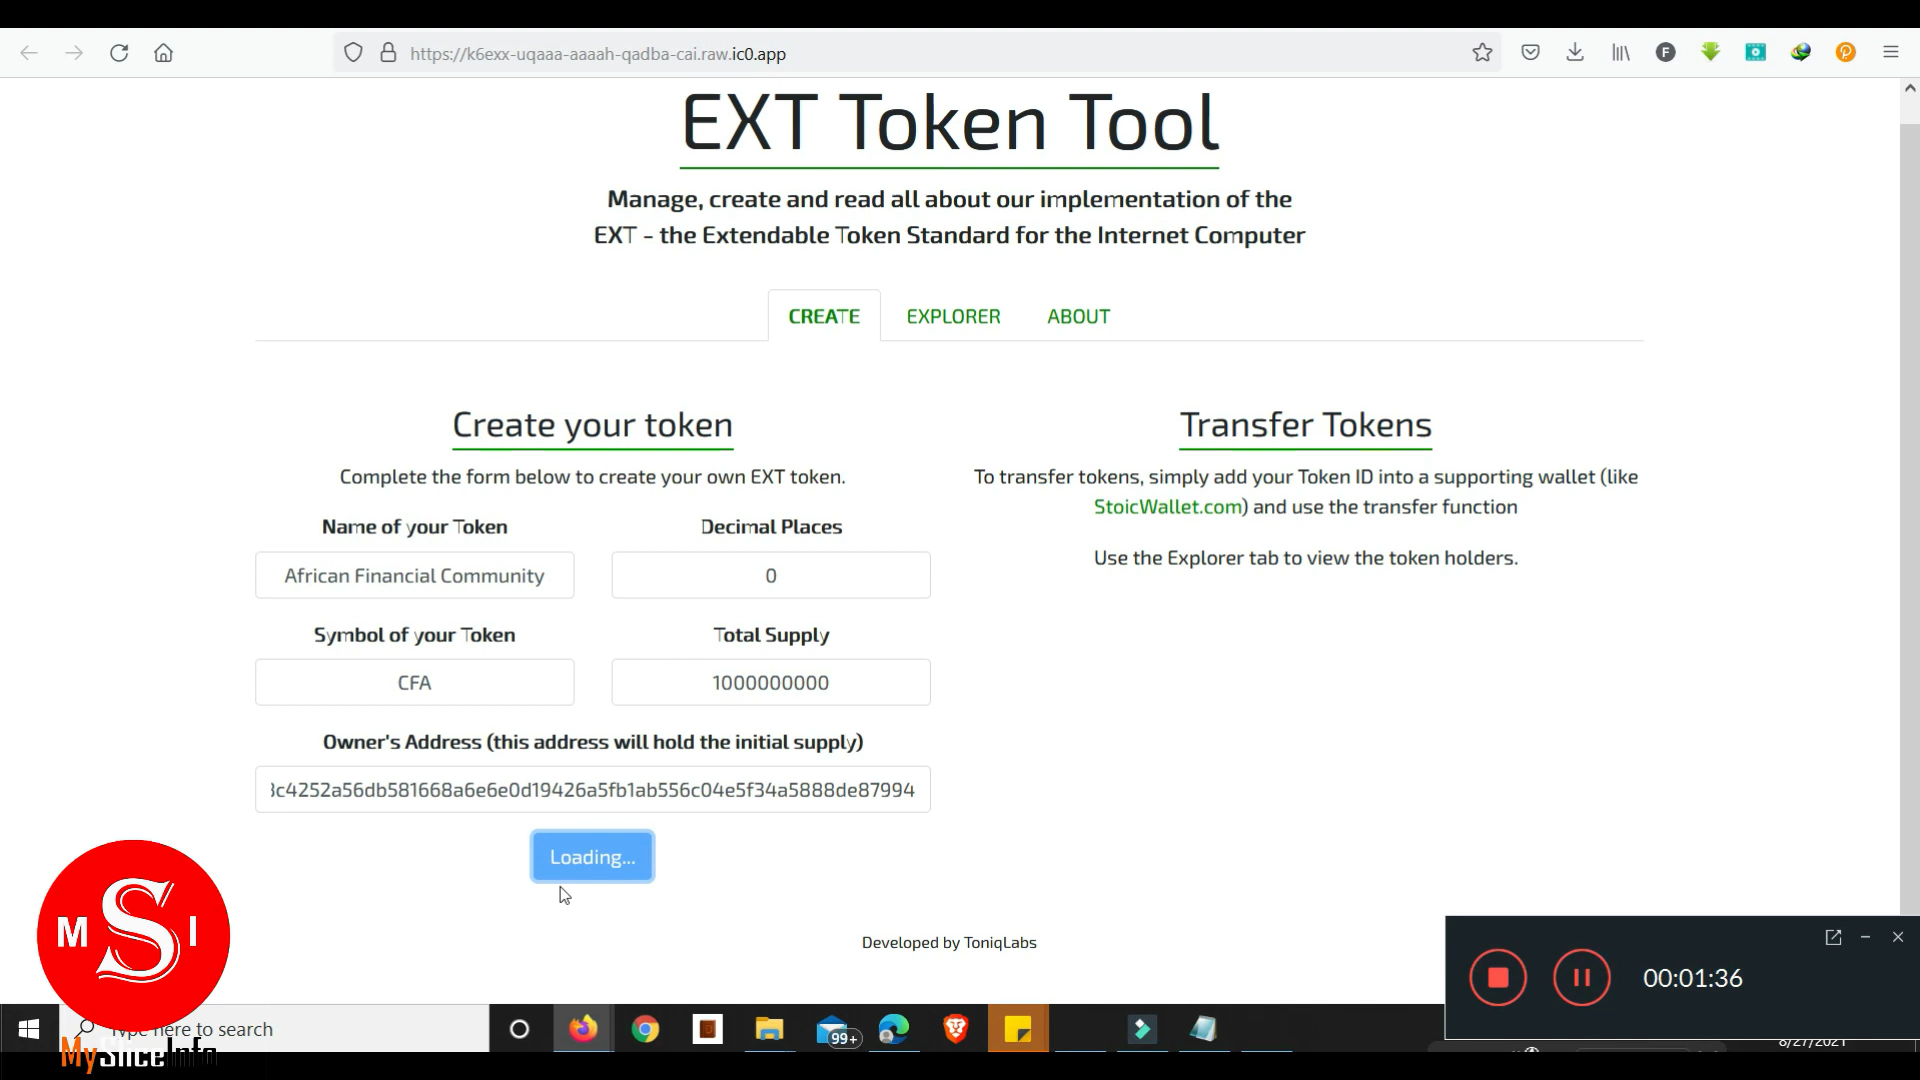 https://k6exx-uqaaa-aaaah-qadba-cai.raw.ic0.app
EXT Token Tool
Manage, create and read all about our implementation of the
EXT - the Extendable Token Standard for the Internet Computer
CREATE
EXPLORER
ABOUT
Create your token
Complete the form below to create your own EXT token.
Name of your Token
Decimal Places
African Financial Community
0
Symbol of your Token
Total Supply
CFA
1000000000
Owner's Address (this address will hold the initial supply)
c4252a56db581668a6e6e0d19426a5fb1ab556c04e5f34a5888de87994
Loading...
Transfer Tokens
To transfer tokens, simply add your Token ID into a supporting wallet (like
StoicWallet.com) and use the transfer function
Use the Explorer tab to view the token holders.
Developed by ToniqLabs
00:01:36
M S I
MySliceInfo
Type here to search
99+
8/27/2021